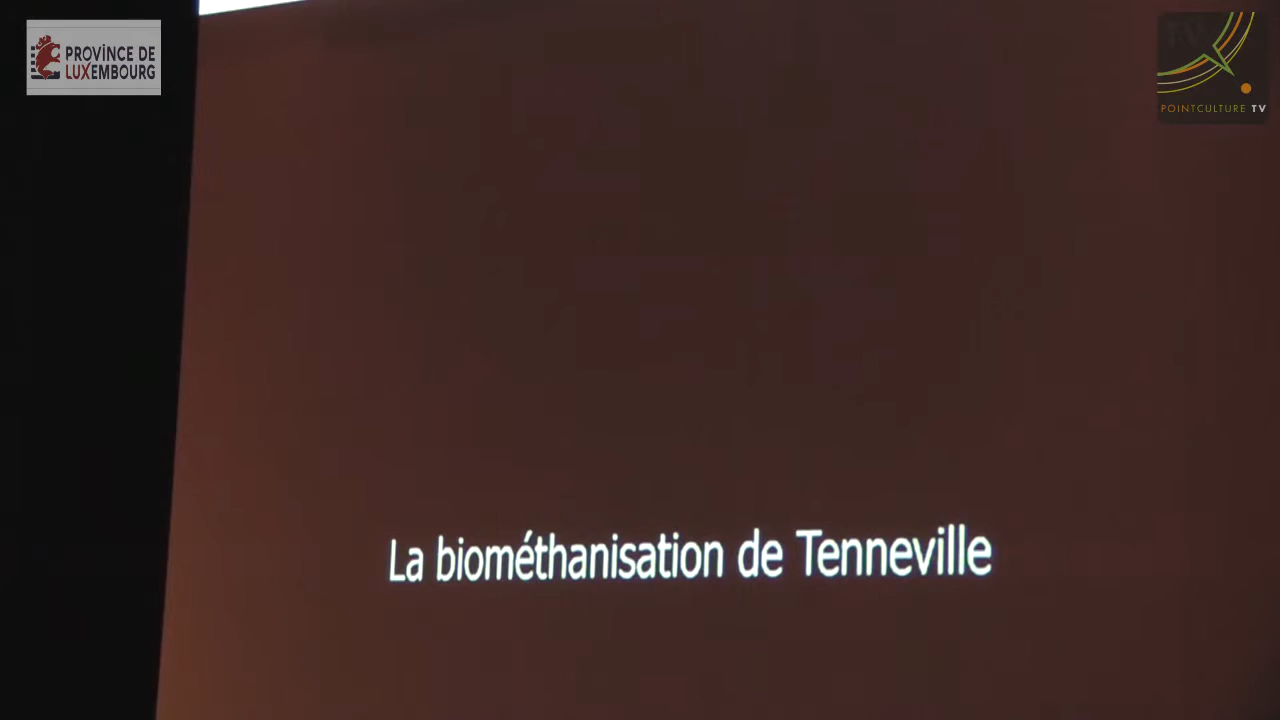 PROVINCE DE
LUXEMBOURG
POINTCULTURE TV
La biométhanisation de Tenneville